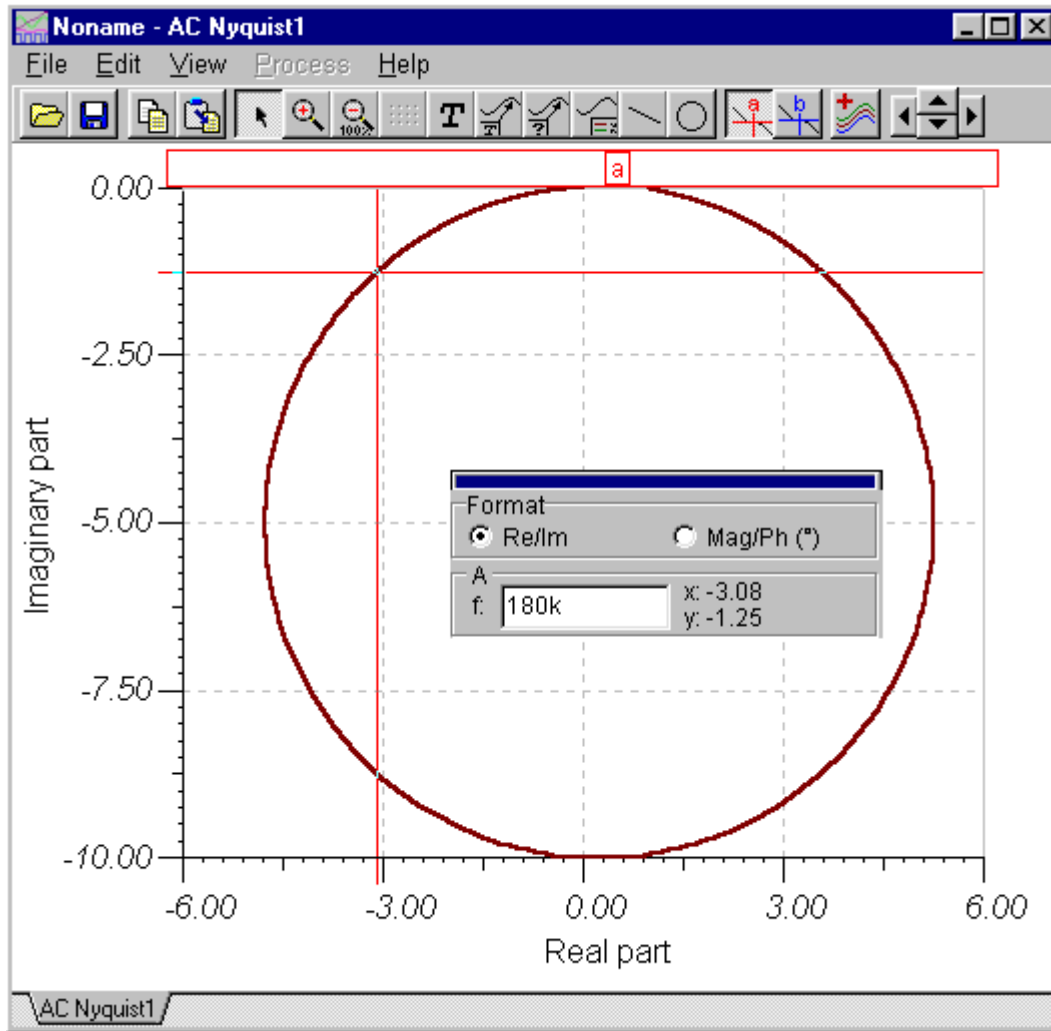 Noname - AC Nyquist1
File Edit View Process Help
100% T T ? =x a b
a
0.00
-2.50
-5.00
-7.50
-10.00
Imaginary part
Format
Re/Im Mag/Ph (°)
A
f: 180k
x: -3.08
y: -1.25
-6.00 -3.00 0.00 3.00 6.00
Real part
AC Nyquist1